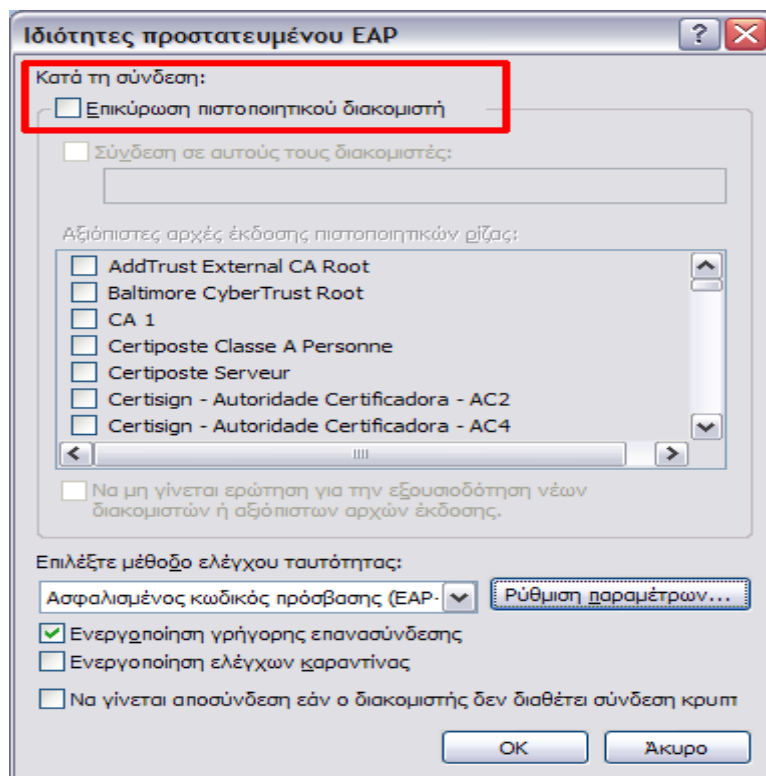 Ιδιότητες προστατευμένου EAP
Κατά τη σύνδεση:
Επικύρωση πιστοποιητικού διακομιστή
Σύνδεση σε αυτούς τους διακομιστές:
Αξιόπιστες αρχές έκδοσης πιστοποιητικών ρίζας:
AddTrust External CA Root
Baltimore CyberTrust Root
CA 1
Certiposte Classe A Personne
Certiposte Serveur
Certisign - Autoridade Certificadora - AC2
Certisign - Autoridade Certificadora - AC4
Να μη γίνεται ερώτηση για την εξουσιοδότηση νέων
διακομιστών ή αξιόπιστων αρχών έκδοσης.
Επιλέξτε μέθοδο ελέγχου ταυτότητας:
Ασφαλισμένος κωδικός πρόσβασης (EAP- Ρύθμιση παραμέτρων...
Ενεργοποίηση γρήγορης επανασύνδεσης
Ενεργοποίηση ελέγχων καραντίνας
Να γίνεται αποσύνδεση εάν ο διακομιστής δεν διαθέτει σύνδεση κρυπτ
OK Άκυρο